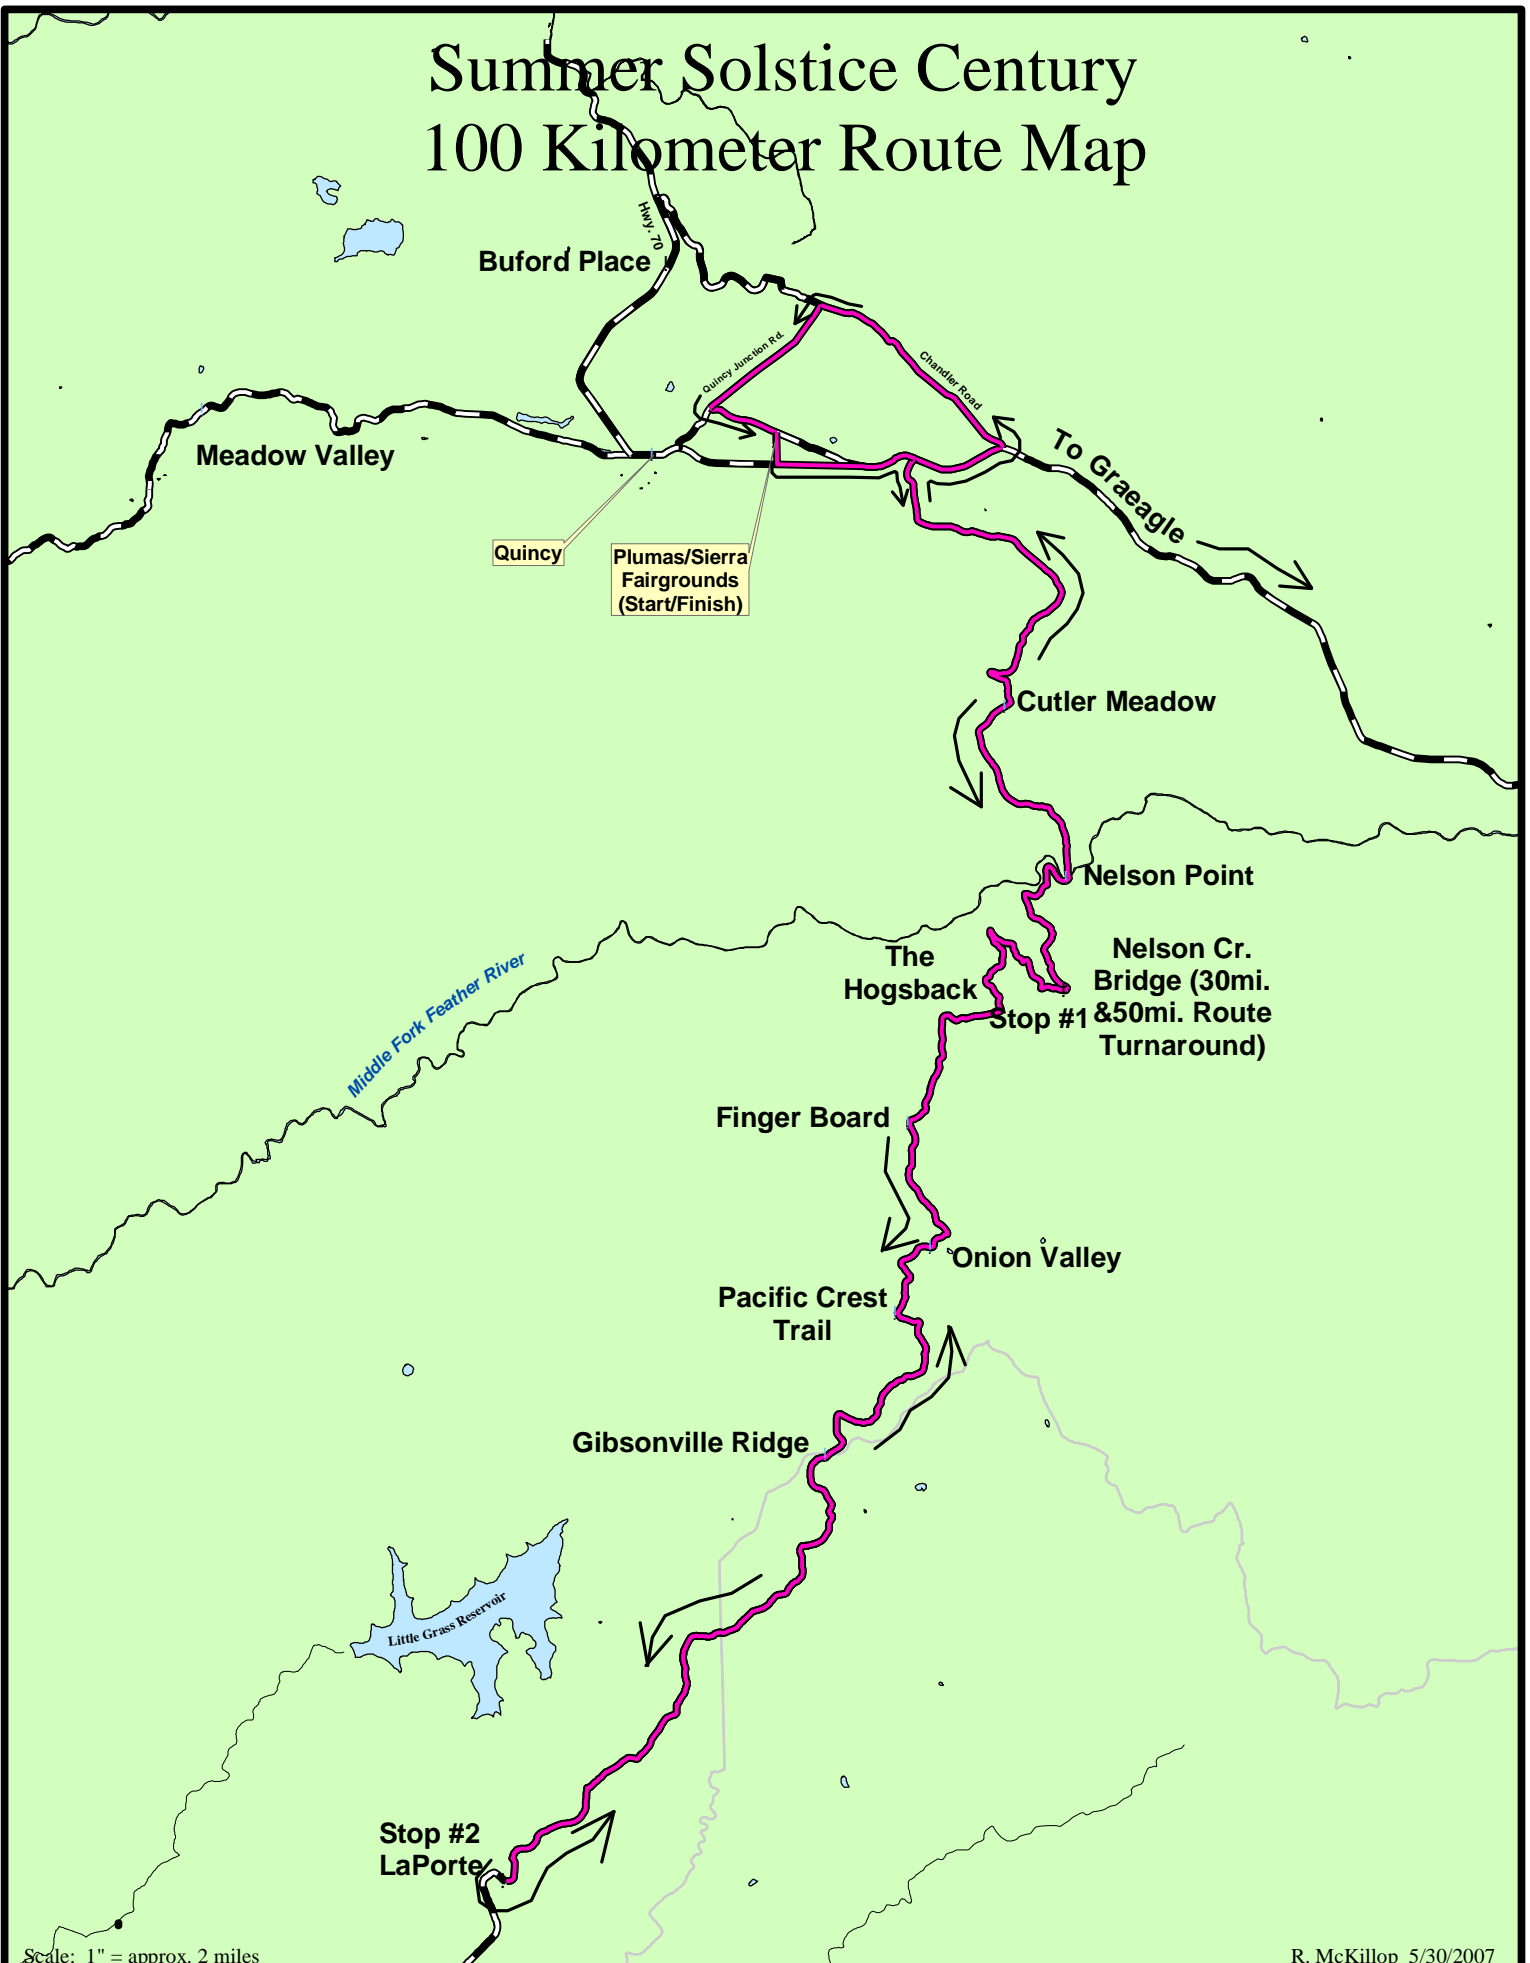 Summer Solstice Century
100 Kilometer Route Map
Hwy. 70
Buford Place
Quincy Junction Rd.
Chandler Road
To Graeagle
Meadow Valley
Quincy
Plumas/Sierra
Fairgrounds
(Start/Finish)
Cutler Meadow
Nelson Point
Middle Fork Feather River
The
Hogsback
Nelson Cr.
Bridge (30mi.
&50mi. Route
Turnaround)
Stop #1
Finger Board
Onion Valley
Pacific Crest
Trail
Gibsonville Ridge
Little Grass Reservoir
Stop #2
LaPorte
Scale: 1" = approx. 2 miles
R. McKillop 5/30/2007